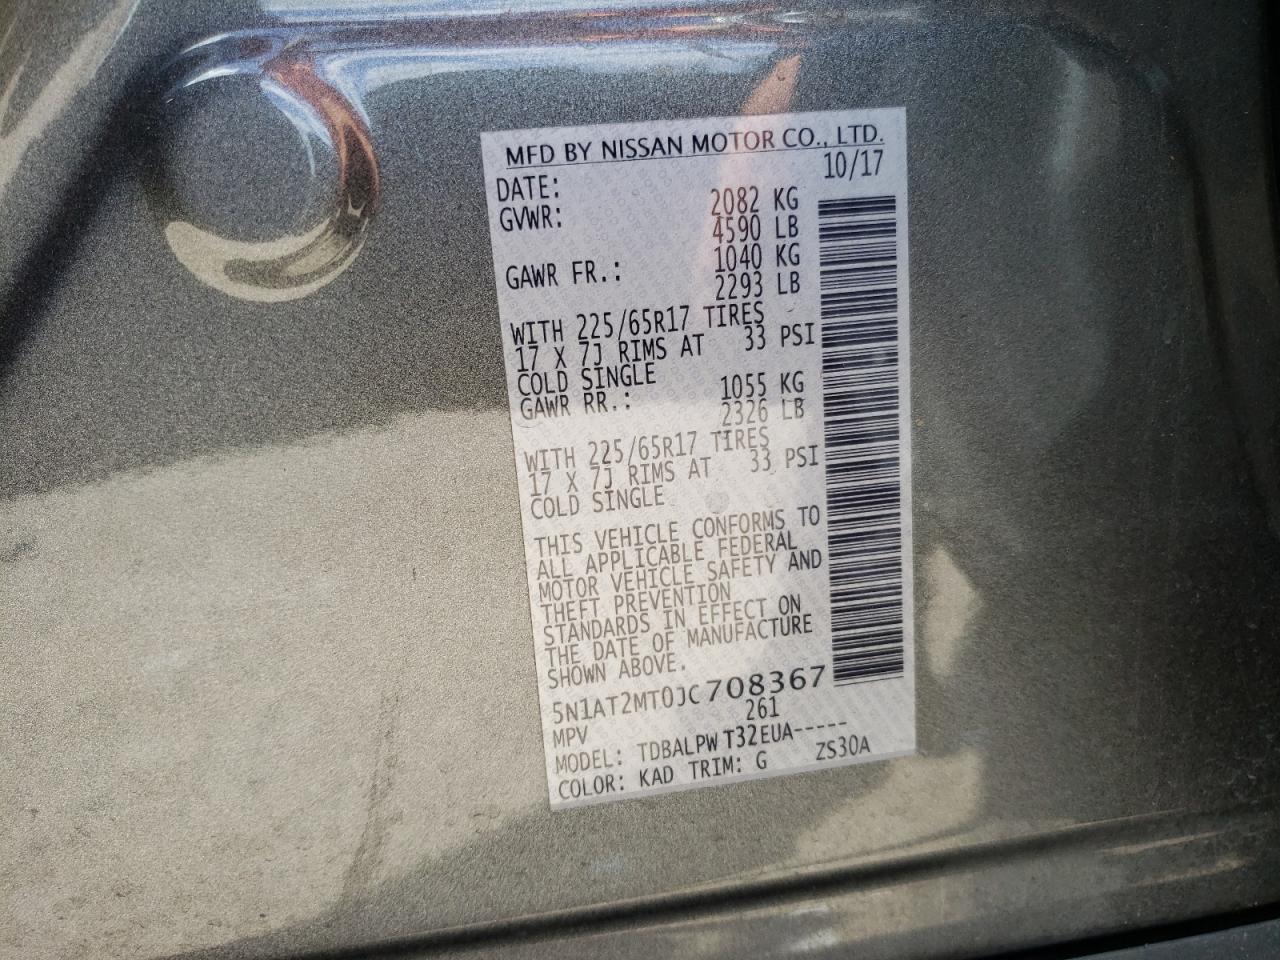 MFD BY NISSAN MOTOR CO., LTD.
DATE: 10/17
GVWR: 2082 KG
4590 LB
GAWR FR.: 1040 KG
2293 LB
WITH 225/65R17 TIRES
17 X 7J RIMS AT 33 PSI
COLD SINGLE
GAWR RR.: 1055 KG
2326 LB
WITH 225/65R17 TIRES
17 X 7J RIMS AT 33 PSI
COLD SINGLE
THIS VEHICLE CONFORMS TO
ALL APPLICABLE FEDERAL
MOTOR VEHICLE SAFETY AND
THEFT PREVENTION
STANDARDS IN EFFECT ON
THE DATE OF MANUFACTURE
SHOWN ABOVE.
5N1AT2MT0JC708367
MPV 261
MODEL: TDBALPW T32EUA-----
COLOR: KAD TRIM: G ZS30A